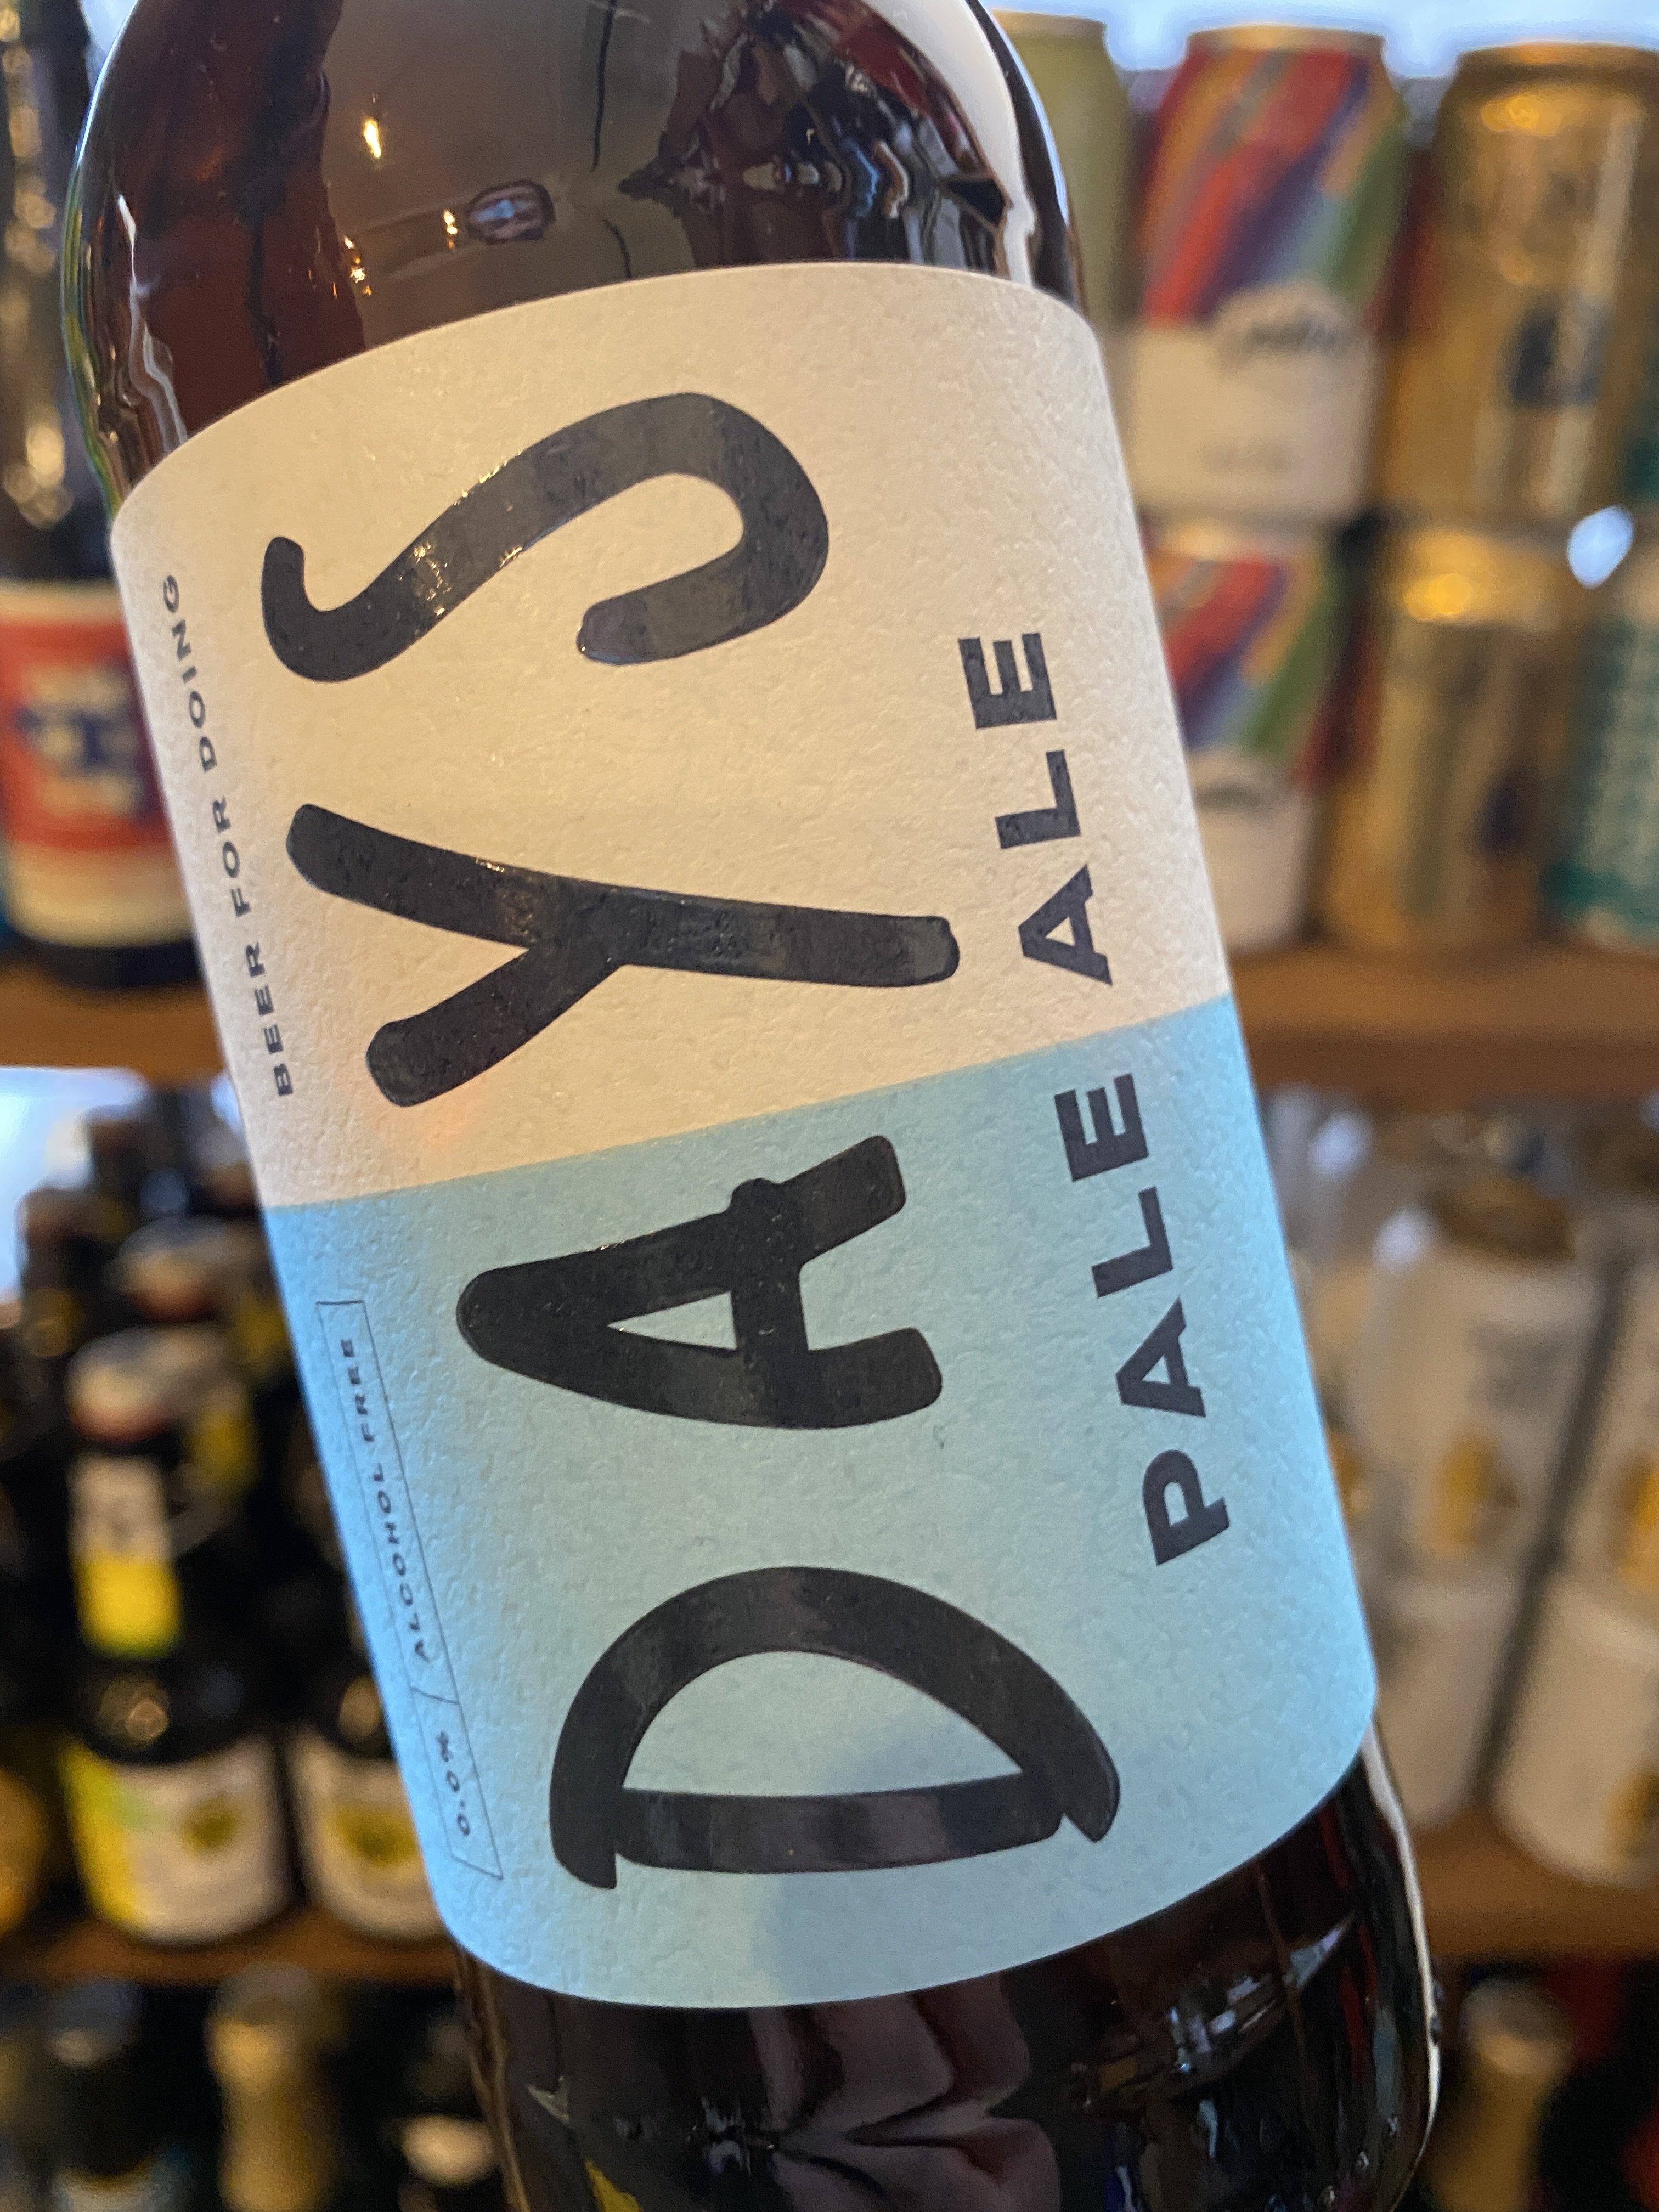 0.0% ALCOHOL FREE
BEER FOR DOING
DAYS
PALE ALE